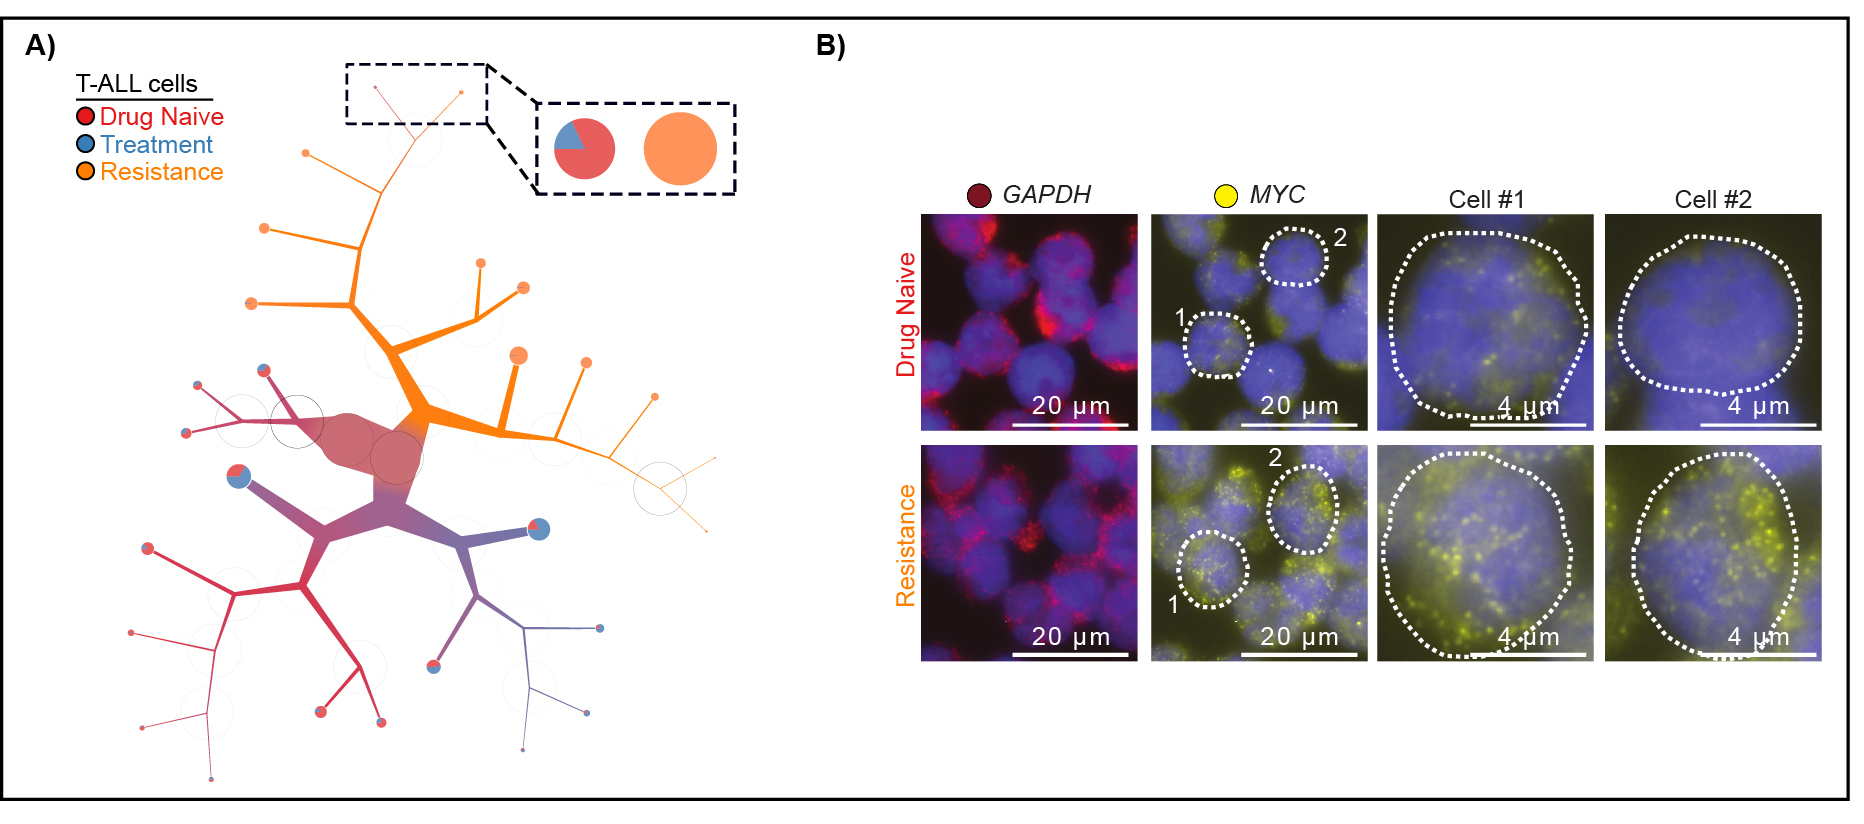 A)
T-ALL cells
Drug Naive
Treatment
Resistance
B)
GAPDH
MYC
Cell #1
Cell #2
Drug Naive
1
2
20 µm
20 µm
4 µm
4 µm
Resistance
1
2
20 µm
20 µm
4 µm
4 µm